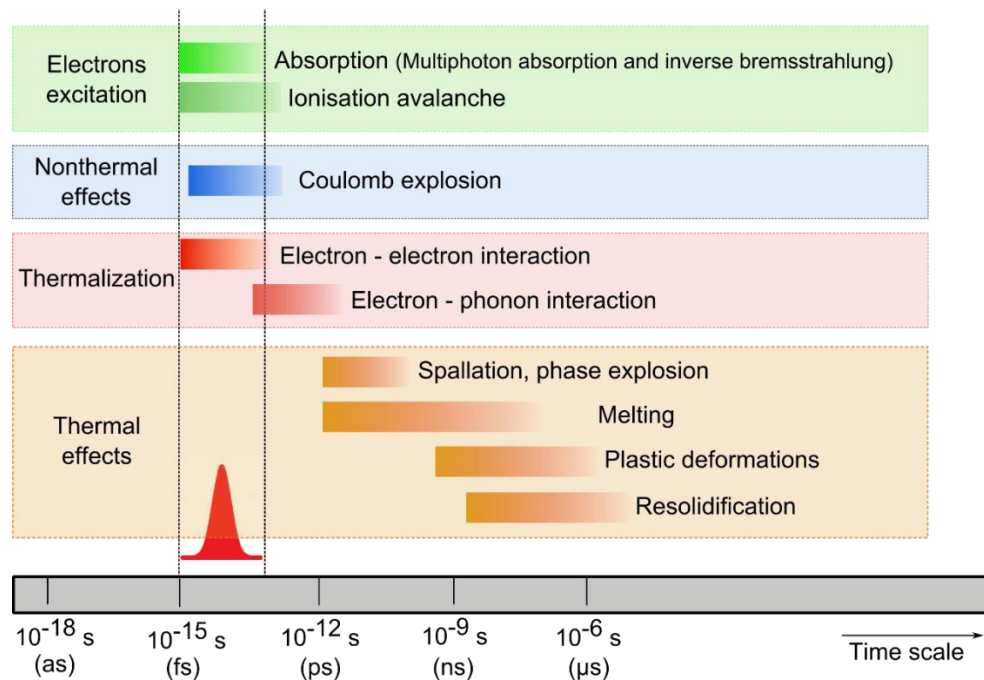 Electrons
excitation
Absorption (Multiphoton absorption and inverse bremsstrahlung)
Ionisation avalanche
Nonthermal
effects
Coulomb explosion
Thermalization
Electron - electron interaction
Electron - phonon interaction
Thermal
effects
Spallation, phase explosion
Melting
Plastic deformations
Resolidification
10⁻¹⁸ s
(as)
10⁻¹⁵ s
(fs)
10⁻¹² s
(ps)
10⁻⁹ s
(ns)
10⁻⁶ s
(µs)
Time scale